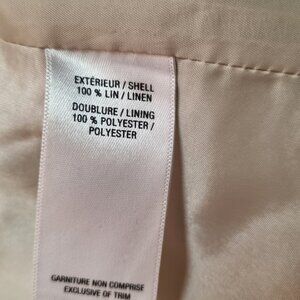 EXTÉRIEUR / SHELL
100 % LIN / LINEN
DOUBLURE / LINING
100 % POLYESTER /
POLYESTER
GARNITURE NON COMPRISE
EXCLUSIVE OF TRIM